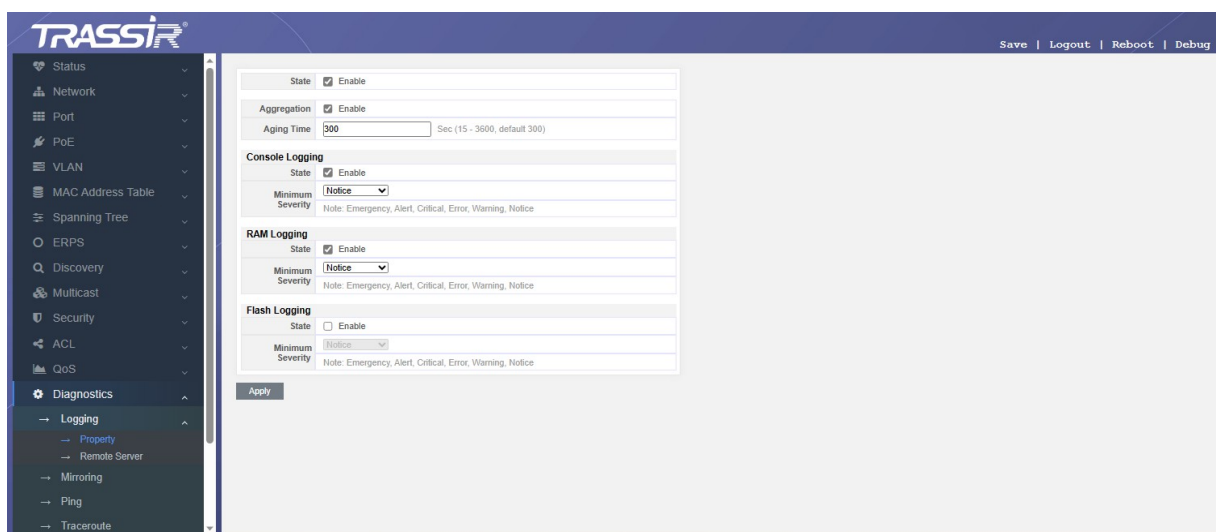 TRASSIR
Save | Logout | Reboot | Debug
Status
Network
Port
PoE
VLAN
MAC Address Table
Spanning Tree
ERPS
Discovery
Multicast
Security
ACL
QoS
Diagnostics
→ Logging
→ Property
→ Remote Server
→ Mirroring
→ Ping
→ Traceroute
State Enable
Aggregation Enable
Aging Time 300 Sec (15 - 3600, default 300)
Console Logging
State Enable
Minimum Severity Notice
Note: Emergency, Alert, Critical, Error, Warning, Notice
RAM Logging
State Enable
Minimum Severity Notice
Note: Emergency, Alert, Critical, Error, Warning, Notice
Flash Logging
State Enable
Minimum Severity Notice
Note: Emergency, Alert, Critical, Error, Warning, Notice
Apply